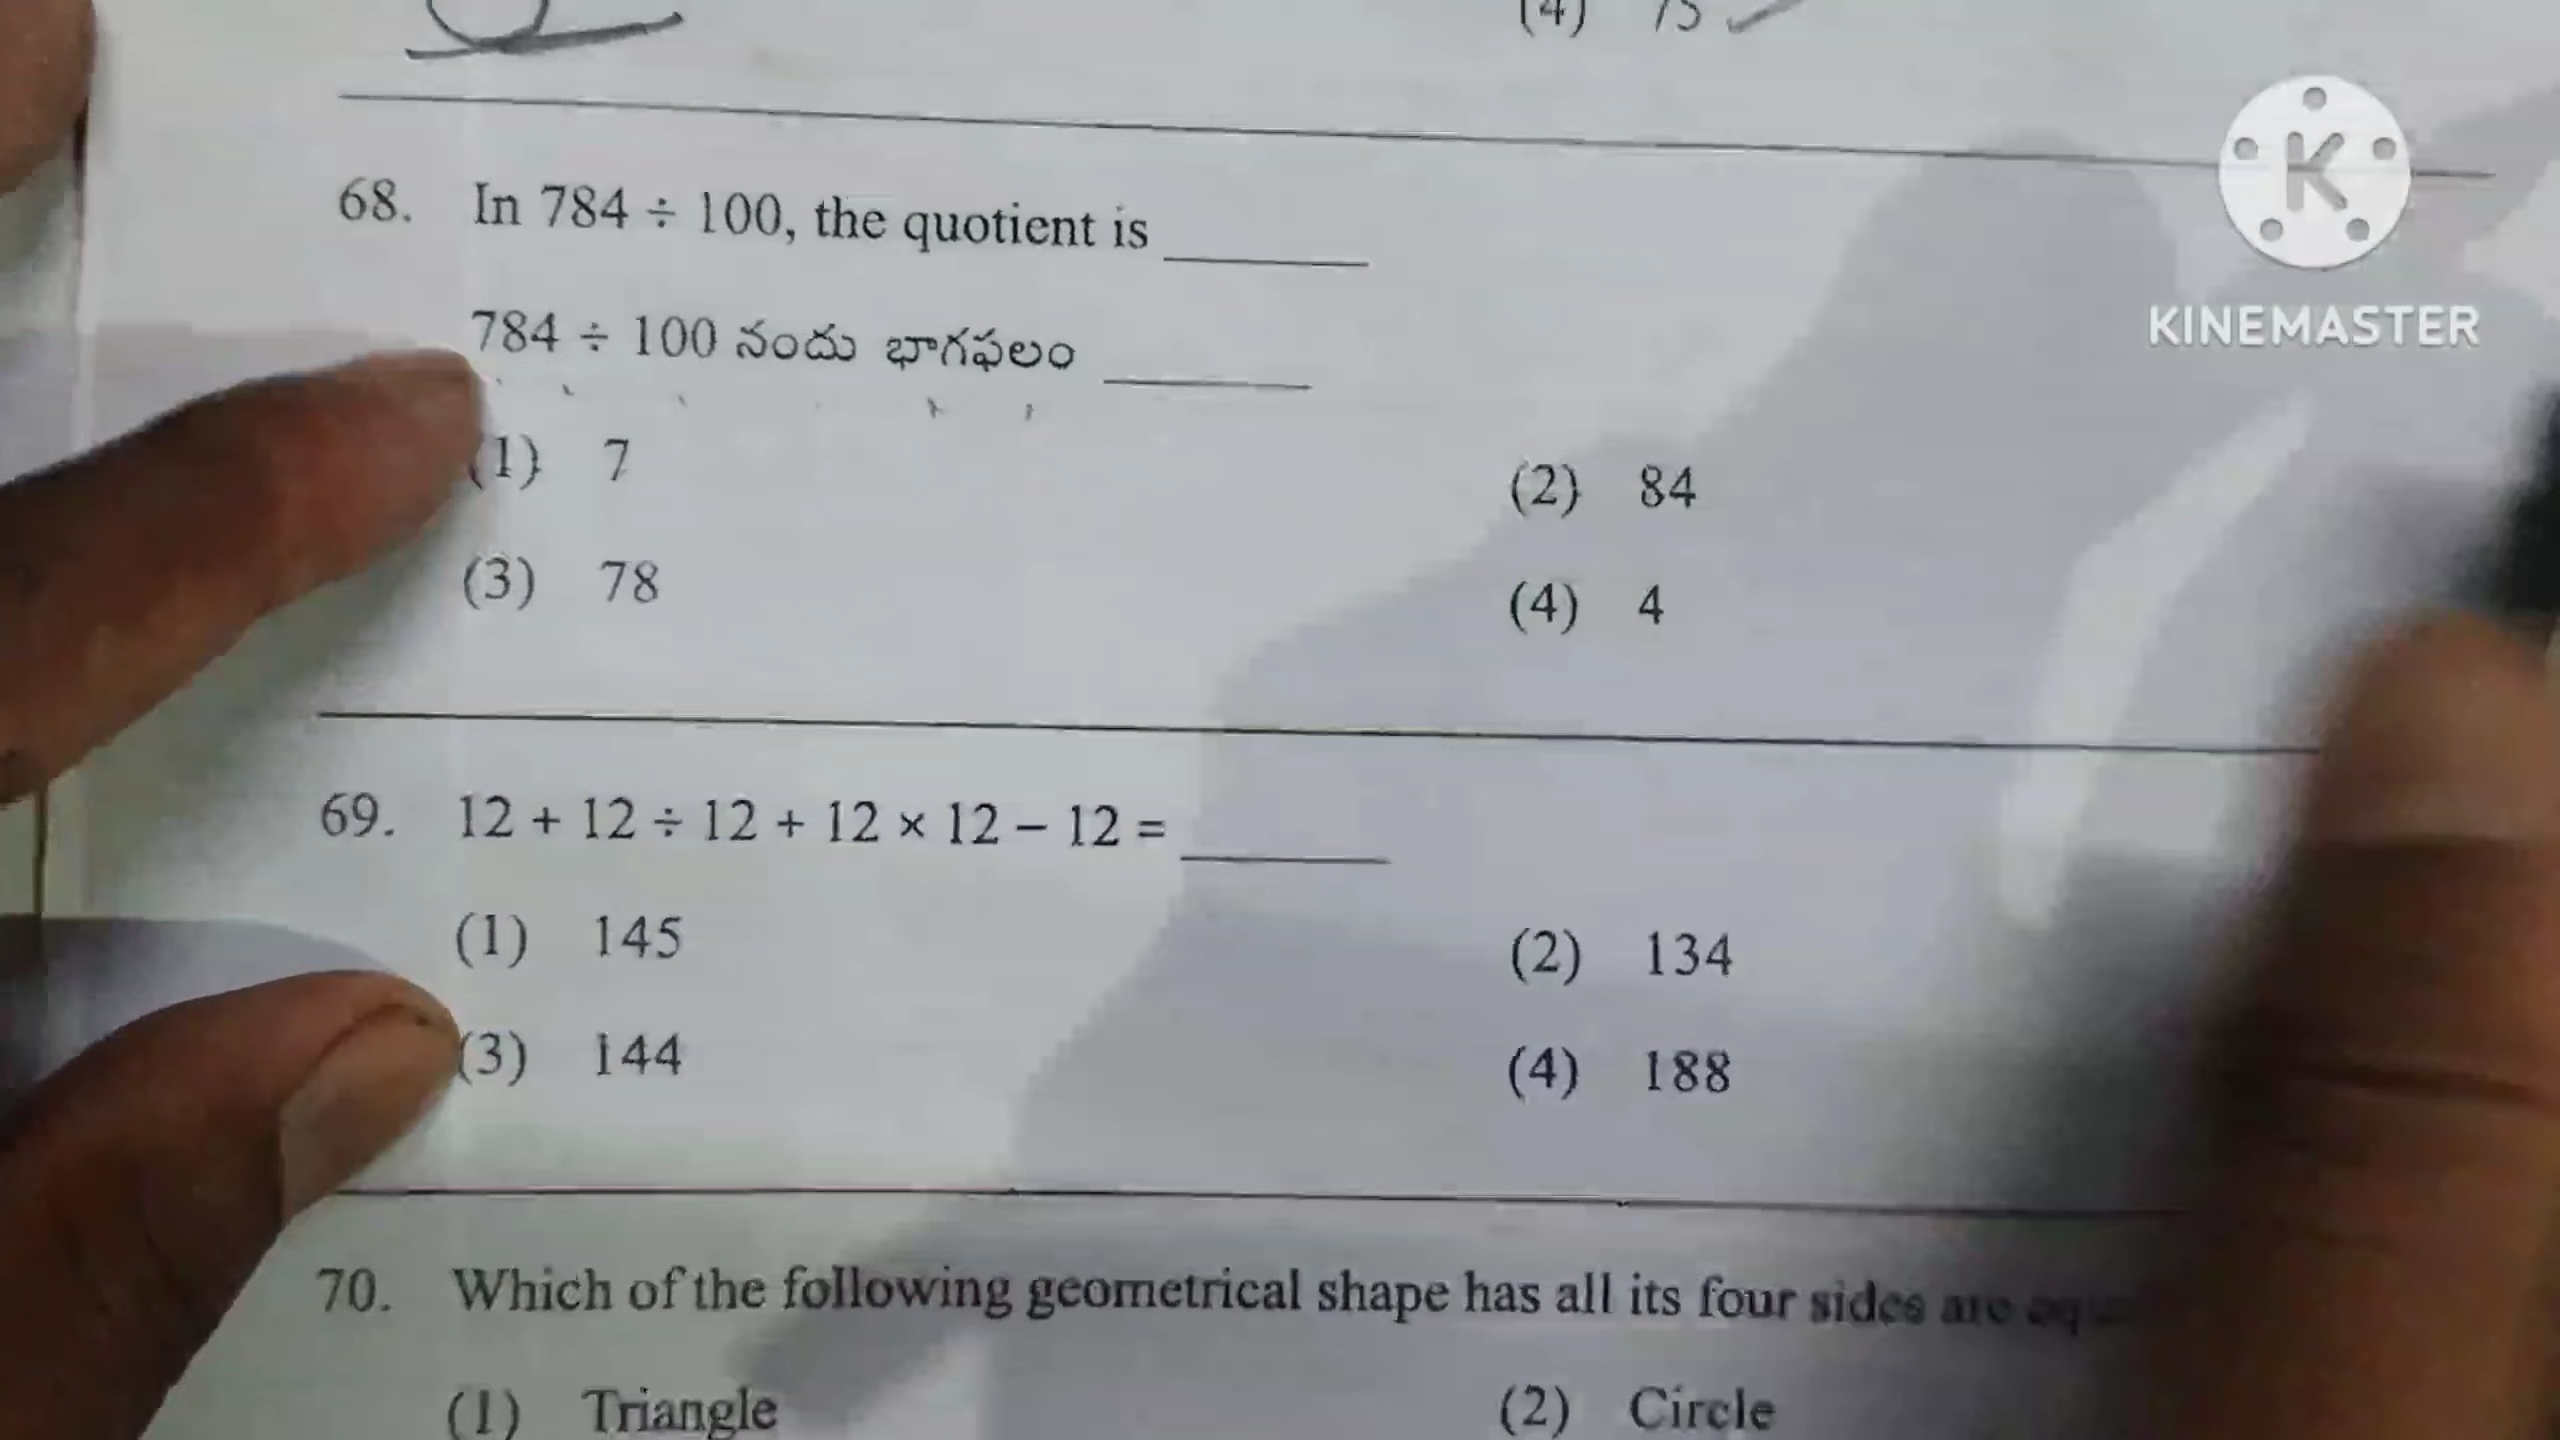 (4) 75
68. In 784 ÷ 100, the quotient is ______
784 ÷ 100 నందు భాగఫలం ______
(1) 7
(2) 84
(3) 78
(4) 4
69. 12 + 12 ÷ 12 + 12 × 12 – 12 = ______
(1) 145
(2) 134
(3) 144
(4) 188
70. Which of the following geometrical shape has all its four sides are
(1) Triangle
(2) Circle
K
KINEMASTER